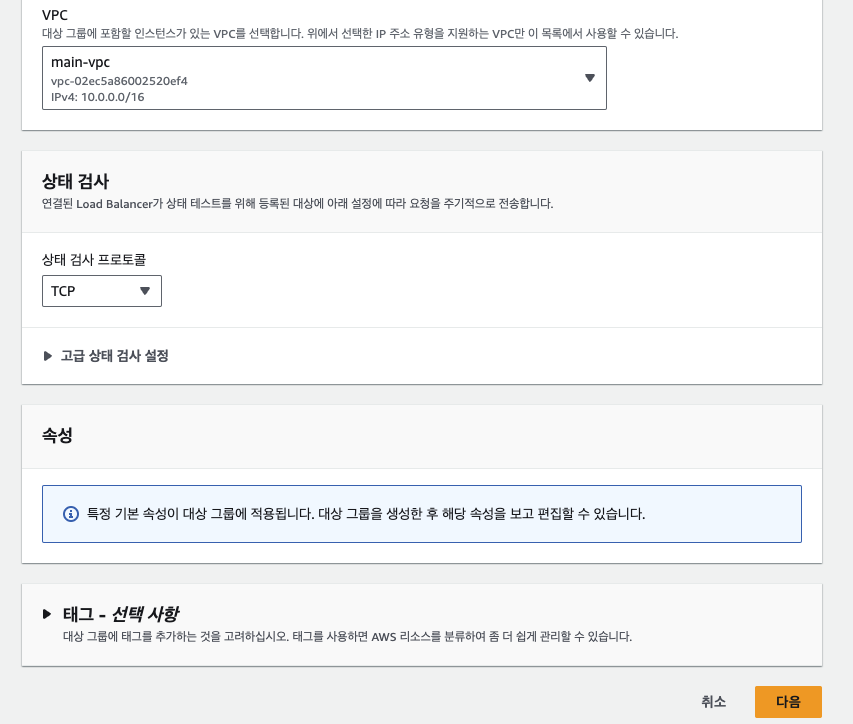 VPC
대상 그룹에 포함할 인스턴스가 있는 VPC를 선택합니다. 위에서 선택한 IP 주소 유형을 지원하는 VPC만 이 목록에서 사용할 수 있습니다.
main-vpc
vpc-02ec5a86002520ef4
IPv4: 10.0.0.0/16
상태 검사
연결된 Load Balancer가 상태 테스트를 위해 등록된 대상에 아래 설정에 따라 요청을 주기적으로 전송합니다.
상태 검사 프로토콜
TCP
고급 상태 검사 설정
속성
특정 기본 속성이 대상 그룹에 적용됩니다. 대상 그룹을 생성한 후 해당 속성을 보고 편집할 수 있습니다.
태그 - 선택 사항
대상 그룹에 태그를 추가하는 것을 고려하십시오. 태그를 사용하면 AWS 리소스를 분류하여 좀 더 쉽게 관리할 수 있습니다.
취소 다음